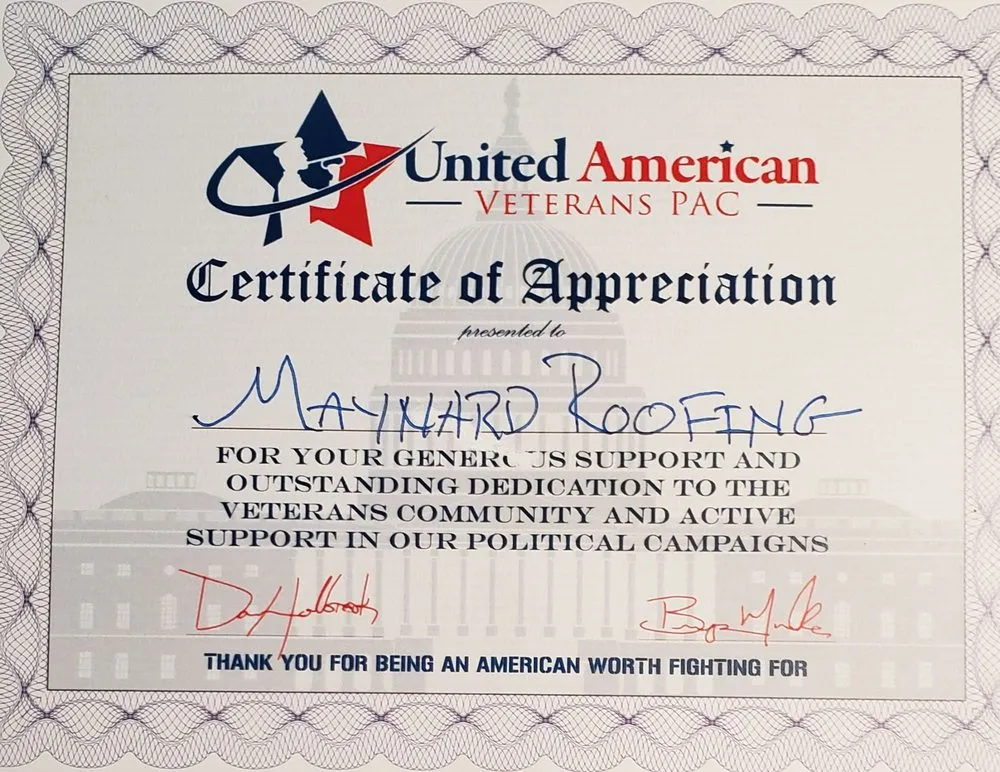 United American
VETERANS PAC
Certificate of Appreciation
presented to
MAYNARD ROOFING
FOR YOUR GENEROUS SUPPORT AND
OUTSTANDING DEDICATION TO THE
VETERANS COMMUNITY AND ACTIVE
SUPPORT IN OUR POLITICAL CAMPAIGNS
THANK YOU FOR BEING AN AMERICAN WORTH FIGHTING FOR